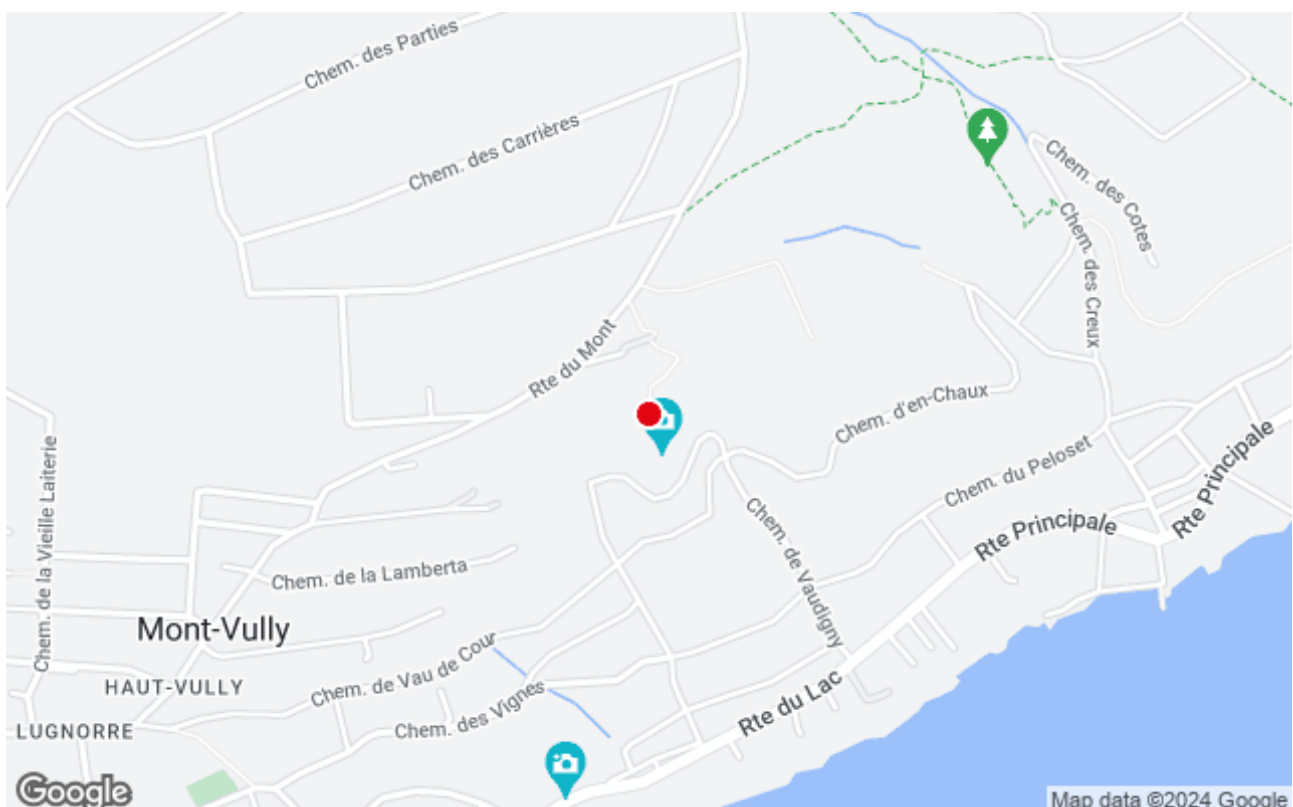 Chem. des Parties
Chem. des Carrières
Chem. des Cotes
Chem. des Creux
Rte du Mont
Chem. d'en-Chaux
Chem. de la Vieille Laiterie
Chem. du Peloset
Rte Principale
Rte Principale
Chem. de la Lamberta
Chem. de Vaudigny
Mont-Vully
Chem. de Vau de Cour
HAUT-VULLY
Chem. des Vignes
Rte du Lac
LUGNORRE
Google
Map data ©2024 Google